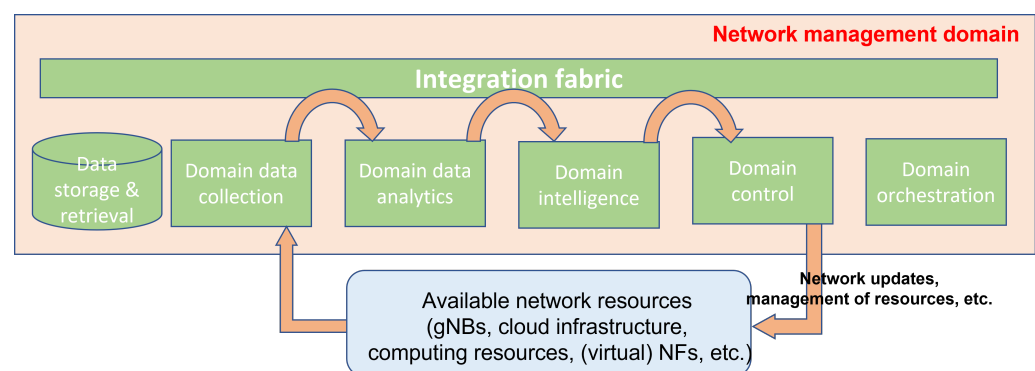 Network management domain
Integration fabric
Data
storage &
retrieval
Domain data
collection
Domain data
analytics
Domain
intelligence
Domain
control
Domain
orchestration
Network updates,
management of resources, etc.
Available network resources
(gNBs, cloud infrastructure,
computing resources, (virtual) NFs, etc.)